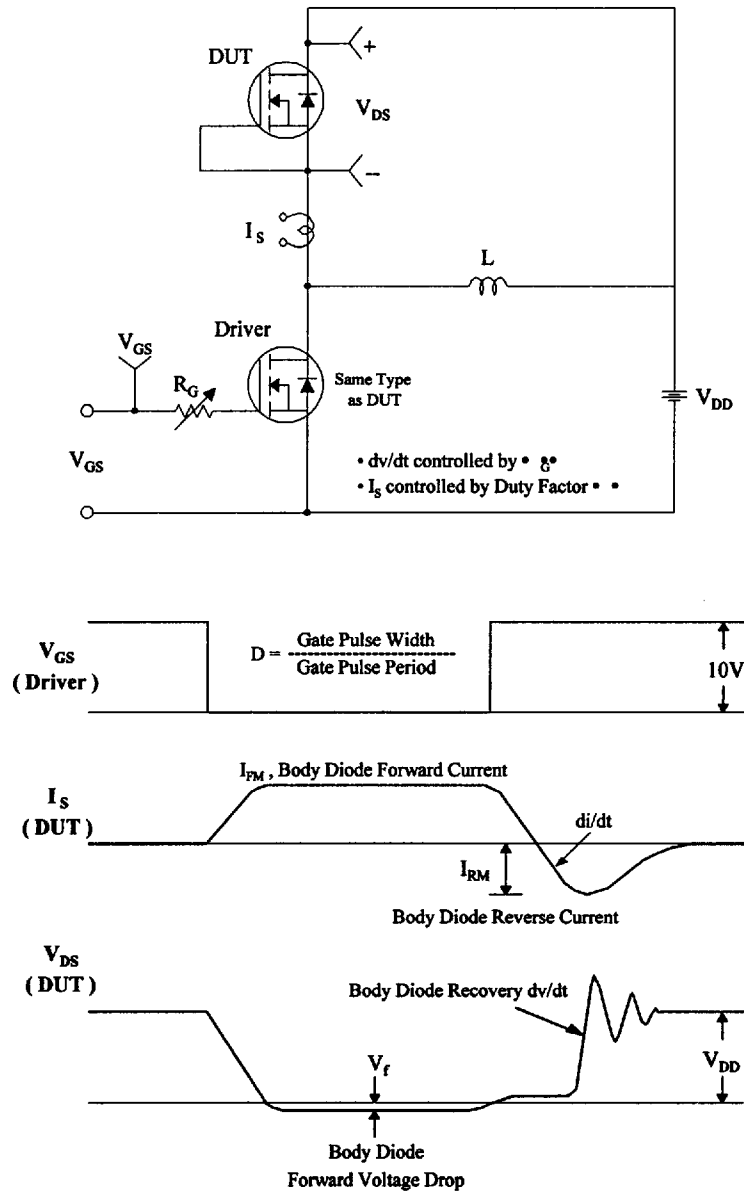 DUT
+
V_DS
–
I_S
L
Driver
V_GS
R_G
Same Type
as DUT
V_DD
V_GS
• dv/dt controlled by • G •
• I_S controlled by Duty Factor • •
V_GS
( Driver )
D = Gate Pulse Width
Gate Pulse Period
10V
I_FM , Body Diode Forward Current
I_S
( DUT )
di/dt
I_RM
Body Diode Reverse Current
V_DS
( DUT )
Body Diode Recovery dv/dt
V_f
V_DD
Body Diode
Forward Voltage Drop